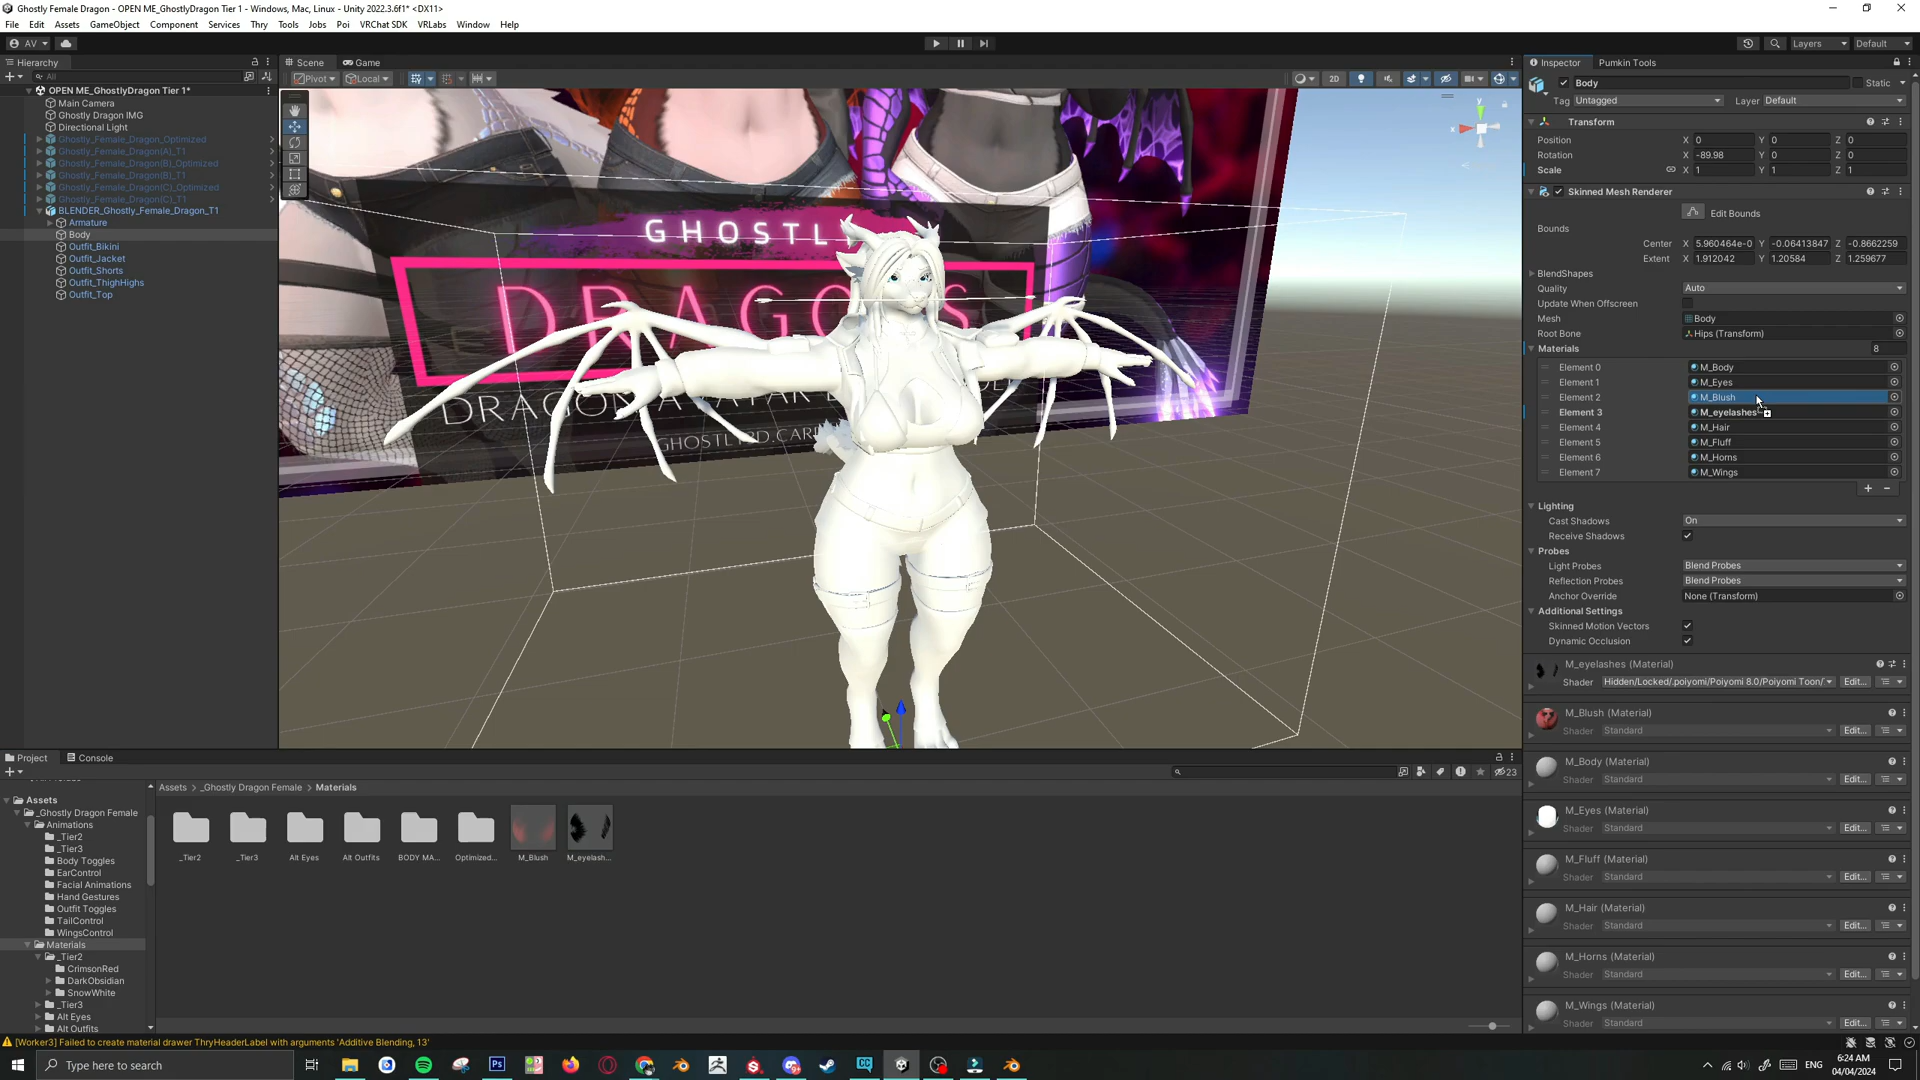 Ghostly Female Dragon - OPEN ME_GhostlyDragon Tier 1 - Windows, Mac, Linux - Unity 2022.3.6f1* <DX11>
File Edit Assets GameObject Component Services Thry Tools Jobs Poi VRChat SDK VRLabs Window Help
AV Layers Default
Hierarchy Scene Game Inspector Pumkin Tools
All Pivot Local 2D
OPEN ME_GhostlyDragon Tier 1*
Main Camera
Ghostly Dragon IMG
Directional Light
Ghostly_Female_Dragon_Optimized
Ghostly_Female_Dragon(A)_T1
Ghostly_Female_Dragon(B)_Optimized
Ghostly_Female_Dragon(B)_T1
Ghostly_Female_Dragon(C)_Optimized
Ghostly_Female_Dragon(C)_T1
BLENDER_Ghostly_Female_Dragon_T1
Armature
Body
Outfit_Bikini
Outfit_Jacket
Outfit_Shorts
Outfit_ThighHighs
Outfit_Top
GHOSTL
y
Body Static
Tag Untagged Layer Default
Transform
Position X 0 Y 0 Z 0
Rotation X -89.98 Y 0 Z 0
Scale X 1 Y 1 Z 1
Skinned Mesh Renderer
Edit Bounds
Bounds
Center X 5.960464e-0 Y -0.06413847 Z -0.8662259
Extent X 1.912042 Y 1.20584 Z 1.259677
BlendShapes
Quality Auto
Update When Offscreen
Mesh Body
Root Bone Hips (Transform)
Materials 8
Element 0 M_Body
Element 1 M_Eyes
Element 2 M_Blush
Element 3 M_eyelashes
Element 4 M_Hair
Element 5 M_Fluff
Element 6 M_Horns
Element 7 M_Wings
Lighting
Cast Shadows On
Receive Shadows
Probes
Light Probes Blend Probes
Reflection Probes Blend Probes
Anchor Override None (Transform)
Additional Settings
Skinned Motion Vectors
Dynamic Occlusion
M_eyelashes (Material)
Shader Hidden/Locked/.poiyomi/Poiyomi 8.0/Poiyomi Toon/ Edit...
M_Blush (Material)
Edit...
M_Body (Material)
Shader Standard Edit...
M_Eyes (Material)
Shader Standard Edit...
M_Fluff (Material)
Shader Standard Edit...
M_Hair (Material)
Shader Standard Edit...
M_Horns (Material)
Shader Standard Edit...
M_Wings (Material)
Shader Standard Edit...
Project Console
23
Assets > _Ghostly Dragon Female > Materials
Assets
_Ghostly Dragon Female
Animations
_Tier2
_Tier3
Body Toggles
EarControl
Facial Animations
Hand Gestures
Outfit Toggles
TailControl
WingsControl
Materials
_Tier2
CrimsonRed
DarkObsidian
SnowWhite
_Tier3
Alt Eyes
Alt Outfits
_Tier2 _Tier3 Alt Eyes Alt Outfits BODY MA... Optimized... M_Blush M_eyelash...
[Worker3] Failed to create material drawer ThryHeaderLabel with arguments 'Additive Blending, 13'
Type here to search
ENG
6:24 AM
04/04/2024